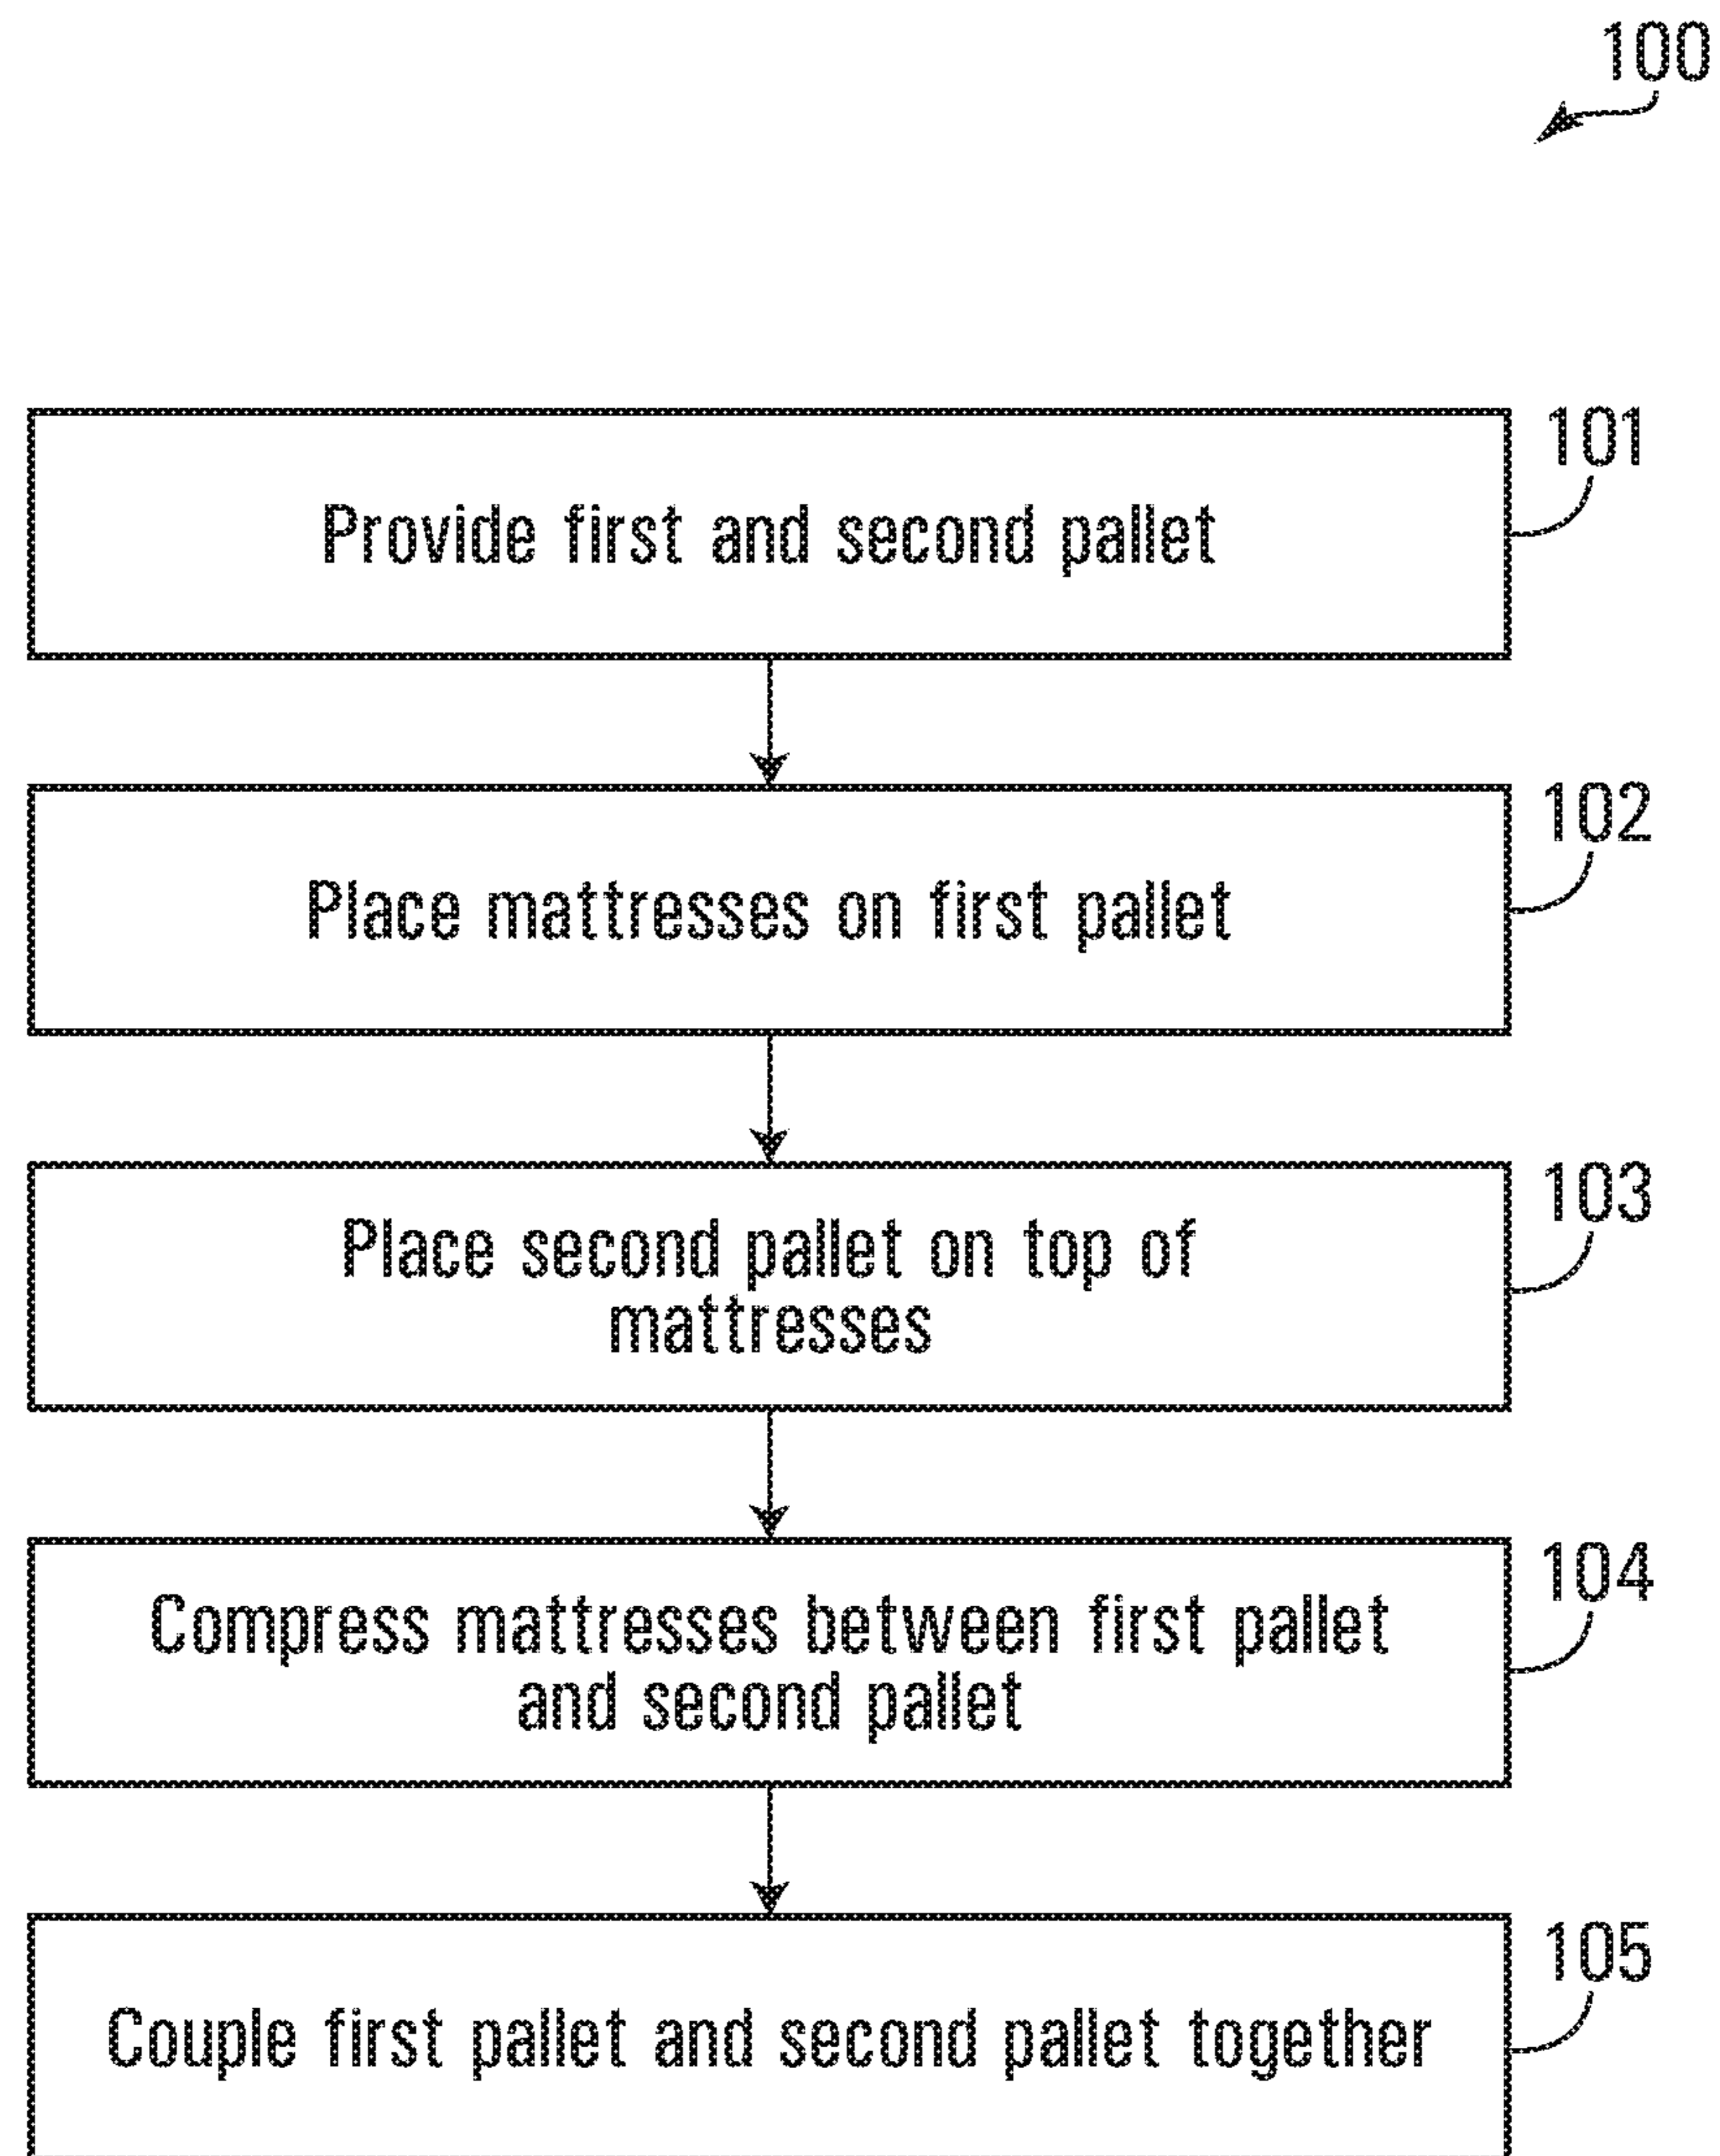 100
101
Provide first and second pallet
102
Place mattresses on first pallet
103
Place second pallet on top of
mattresses
104
Compress mattresses between first pallet
and second pallet
105
Couple first pallet and second pallet together